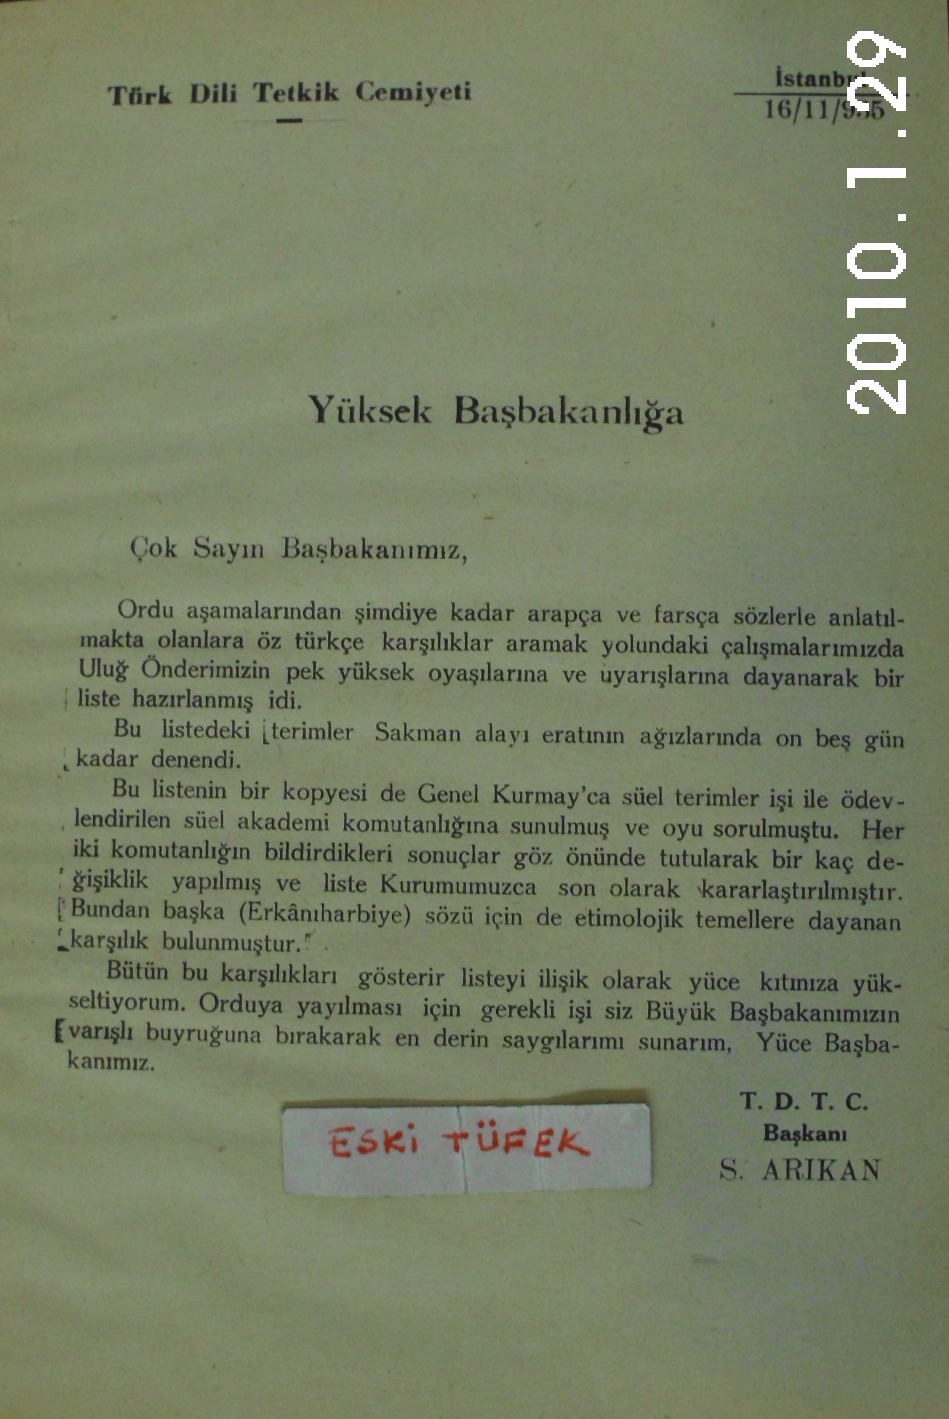 Türk Dili Tetkik Cemiyeti
İstanbul
16/11/935
2010.1.29
Yüksek Başbakanlığa
Çok Sayın Başbakanımız,
Ordu aşamalarından şimdiye kadar arapça ve farsça sözlerle anlatıl-
makta olanlara öz türkçe karşılıklar aramak yolundaki çalışmalarımızda
Uluğ Önderimizin pek yüksek oyaşılarına ve uyarışlarına dayanarak bir
liste hazırlanmış idi.
Bu listedeki terimler Sakman alayı eratının ağızlarında on beş gün
kadar denendi.
Bu listenin bir kopyesi de Genel Kurmay'ca süel terimler işi ile ödev-
lendirilen süel akademi komutanlığına sunulmuş ve oyu sorulmuştu. Her
iki komutanlığın bildirdikleri sonuçlar göz önünde tutularak bir kaç de-
ğişiklik yapılmış ve liste Kurumumuzca son olarak kararlaştırılmıştır.
Bundan başka (Erkânıharbiye) sözü için de etimolojik temellere dayanan
karşılık bulunmuştur."
Bütün bu karşılıkları gösterir listeyi ilişik olarak yüce kıtınıza yük-
seltiyorum. Orduya yayılması için gerekli işi siz Büyük Başbakanımızın
[varışlı buyruğuna bırakarak en derin saygılarımı sunarım, Yüce Başba-
kanımız.
T. D. T. C.
Başkanı
S. ARIKAN
ESKİ TÜFEK